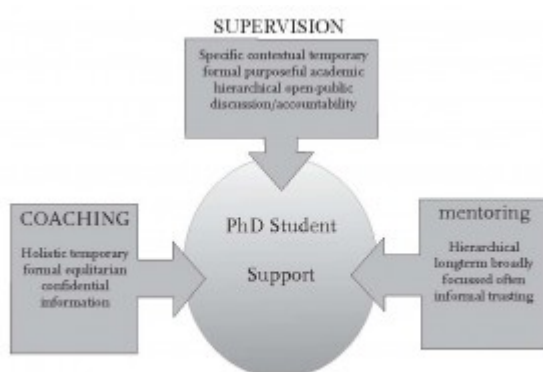 SUPERVISION
Specific contextual temporary
formal purposeful academic
hierarchical open-public
discussion/accountability
PhD Student
Support
COACHING
Holistic temporary
formal equlitarian
confidential
information
mentoring
Hierarchical
longterm broadly
focussed often
informal trusting